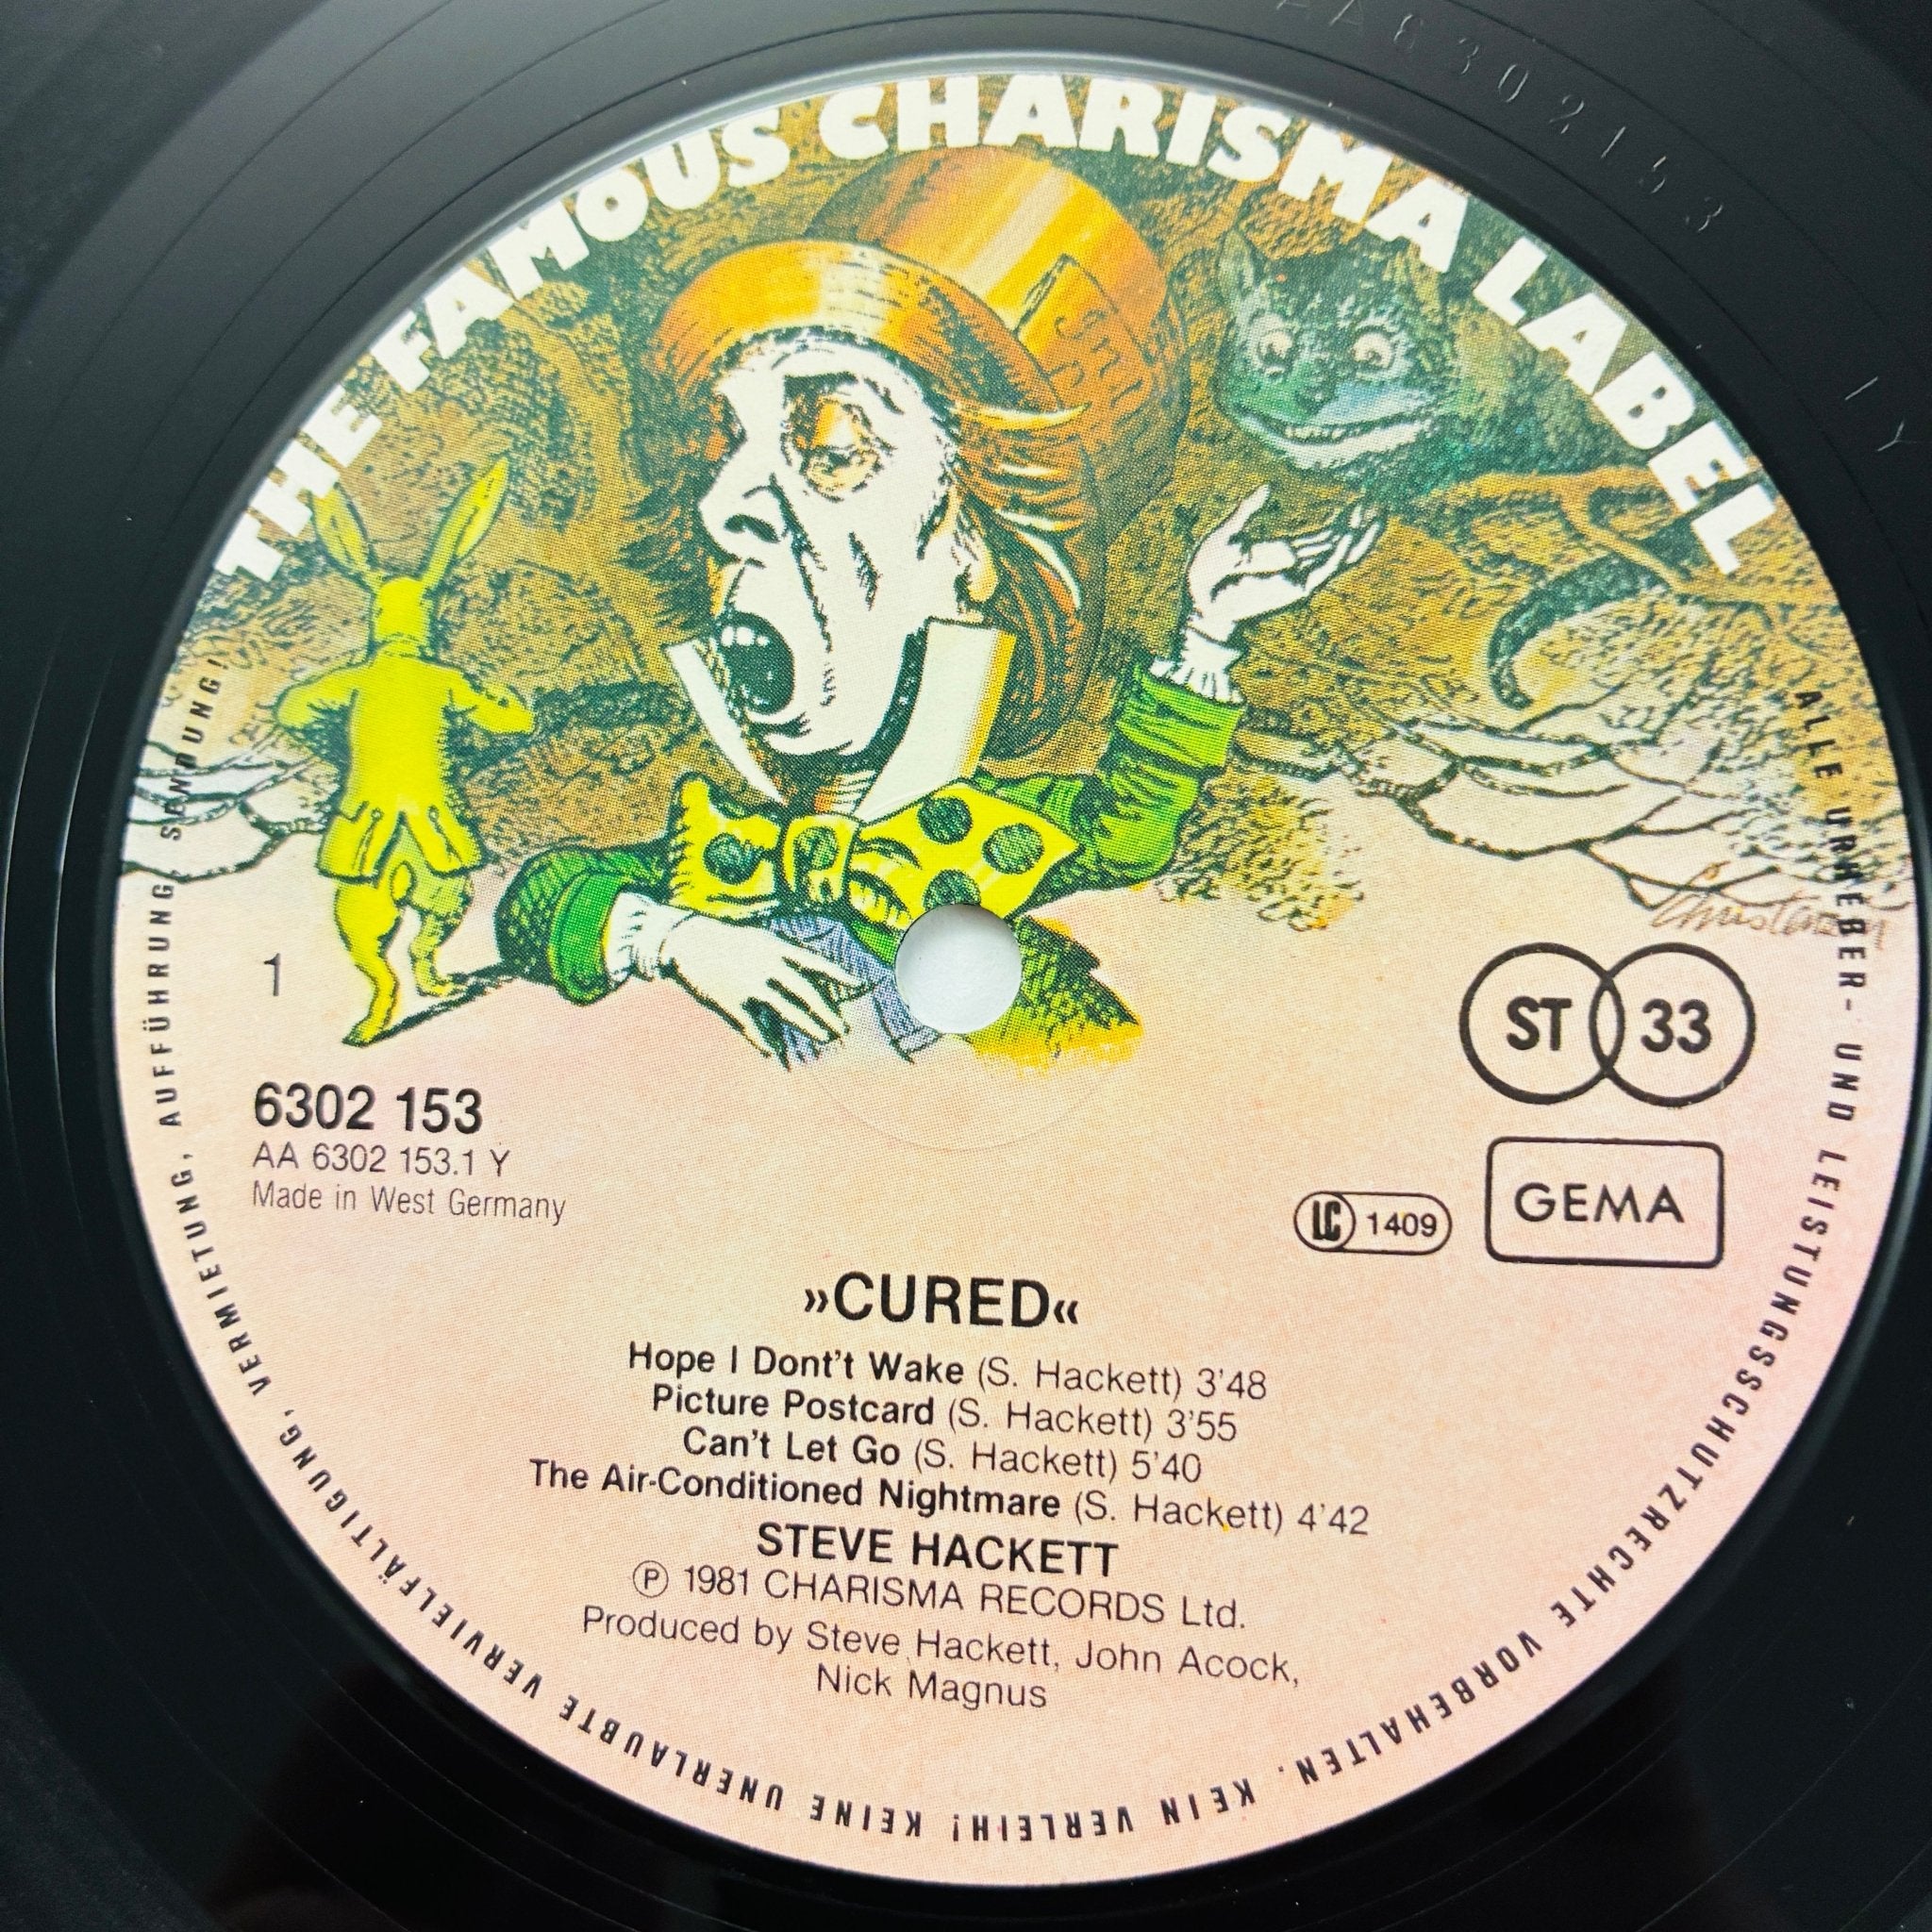 AA6302153
1Y
THE FAMOUS CHARISMA LABEL
1
ST 33
6302 153
AA 6302 153.1 Y
Made in West Germany
LC 1409
GEMA
»CURED«
Hope I Dont't Wake (S. Hackett) 3'48
Picture Postcard (S. Hackett) 3'55
Can't Let Go (S. Hackett) 5'40
The Air-Conditioned Nightmare (S. Hackett) 4'42
STEVE HACKETT
Ⓟ 1981 CHARISMA RECORDS Ltd.
Produced by Steve Hackett, John Acock,
Nick Magnus
ALLE URHEBER- UND LEISTUNGSSCHUTZRECHTE VORBEHALTEN. KEIN VERLEIH! KEINE UNERLAUBTE VERVIELFÄLTIGUNG, VERMIETUNG, AUFFÜHRUNG, SENDUNG!